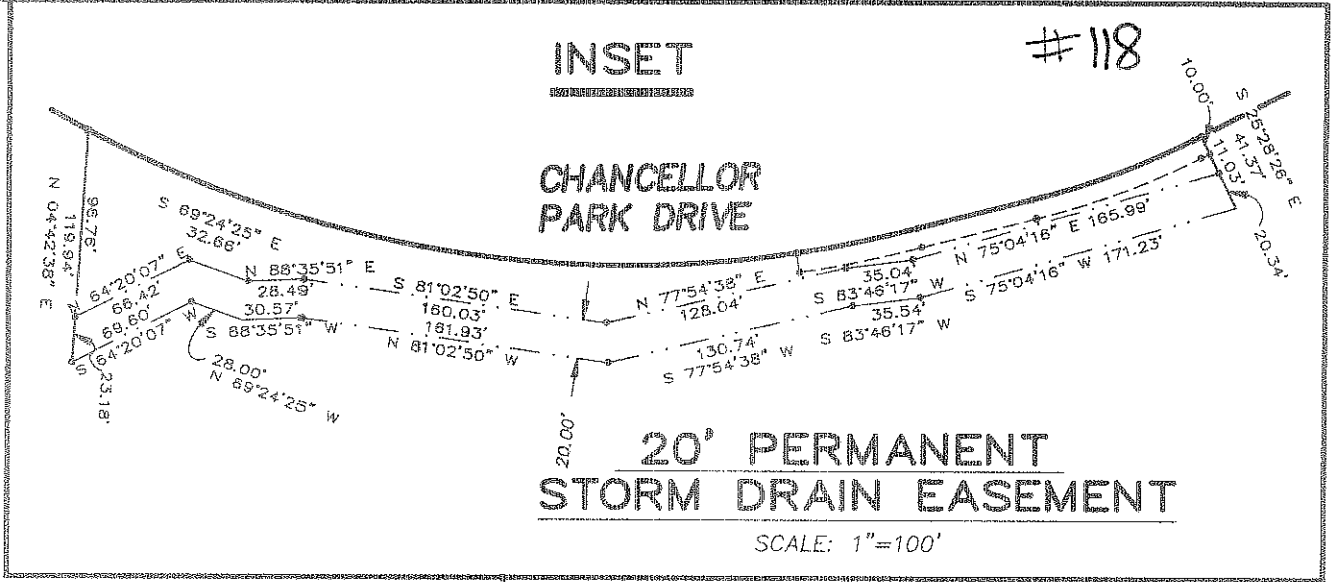 INSET
#118
CHANCELLOR
PARK DRIVE
10.00'
S 25°28'26" E
41.37'
11.03'
20.34'
N 04°42'38" E
119.94'
96.76'
S 69°24'25" E
32.66'
N 64°20'07" E
66.42'
69.60'
S 64°20'07" W
23.18'
N 88°35'51" E
28.49'
30.57'
S 88°35'51" W
28.00'
N 69°24'25" W
S 81°02'50" E
160.03'
161.93'
N 81°02'50" W
20.00'
N 77°54'38" E
128.04'
130.74'
S 77°54'38" W
35.04'
S 83°46'17" W
35.54'
S 83°46'17" W
N 75°04'16" E 165.99'
S 75°04'16" W 171.23'
20' PERMANENT
STORM DRAIN EASEMENT
SCALE: 1"=100'